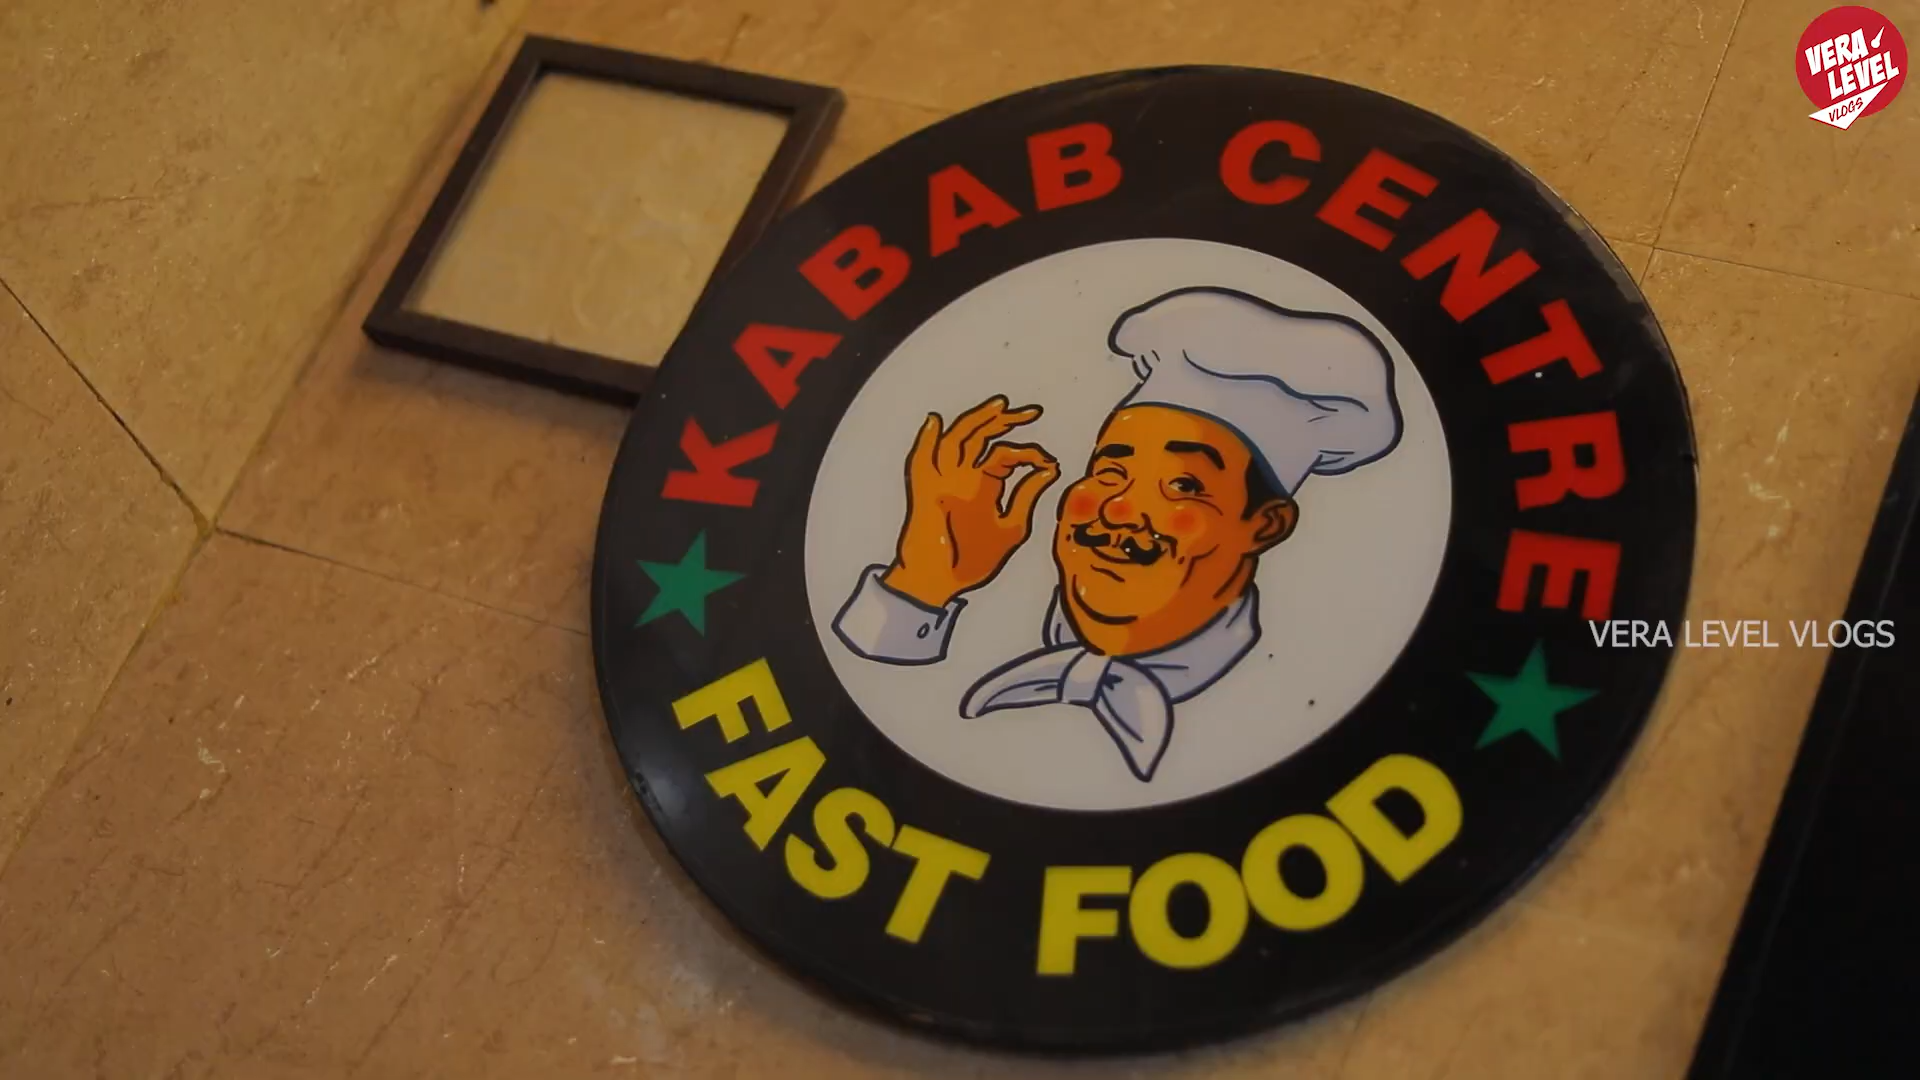 VERA
LEVEL
VLOGS
KABAB CENTRE
FAST FOOD
VERA LEVEL VLOGS